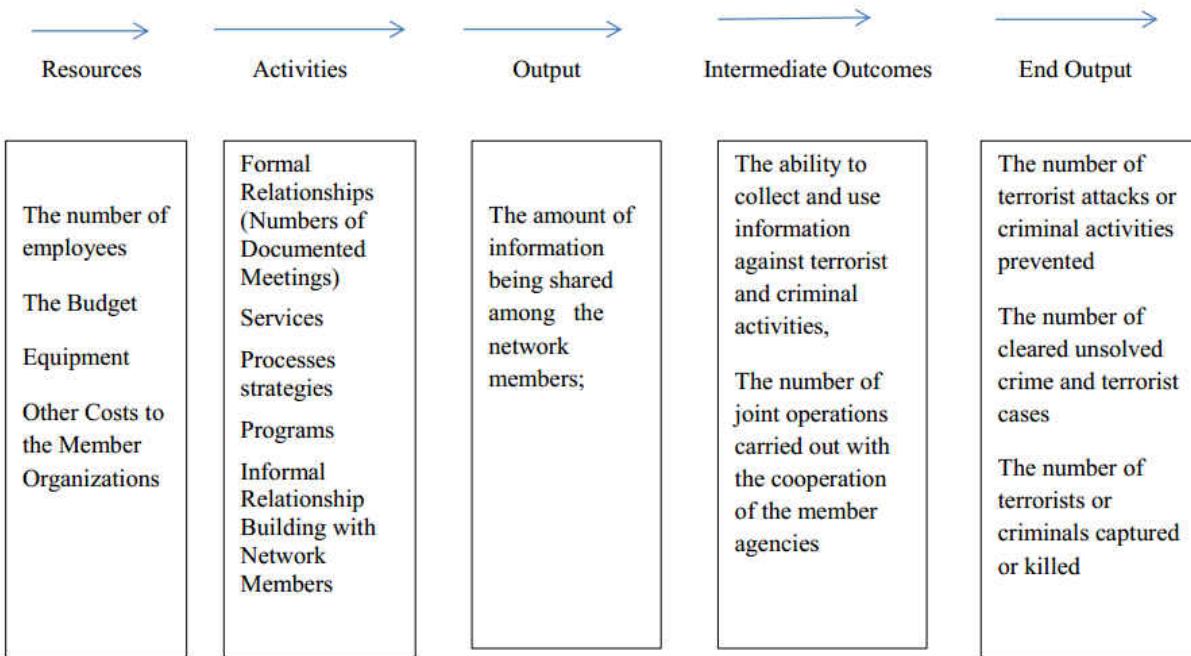 Resources
Activities
Output
Intermediate Outcomes
End Output
The number of
employees
The Budget
Equipment
Other Costs to
the Member
Organizations
Formal
Relationships
(Numbers of
Documented
Meetings)
Services
Processes
strategies
Programs
Informal
Relationship
Building with
Network
Members
The amount of
information
being shared
among the
network
members;
The ability to
collect and use
information
against terrorist
and criminal
activities,
The number of
joint operations
carried out with
the cooperation
of the member
agencies
The number of
terrorist attacks or
criminal activities
prevented
The number of
cleared unsolved
crime and terrorist
cases
The number of
terrorists or
criminals captured
or killed